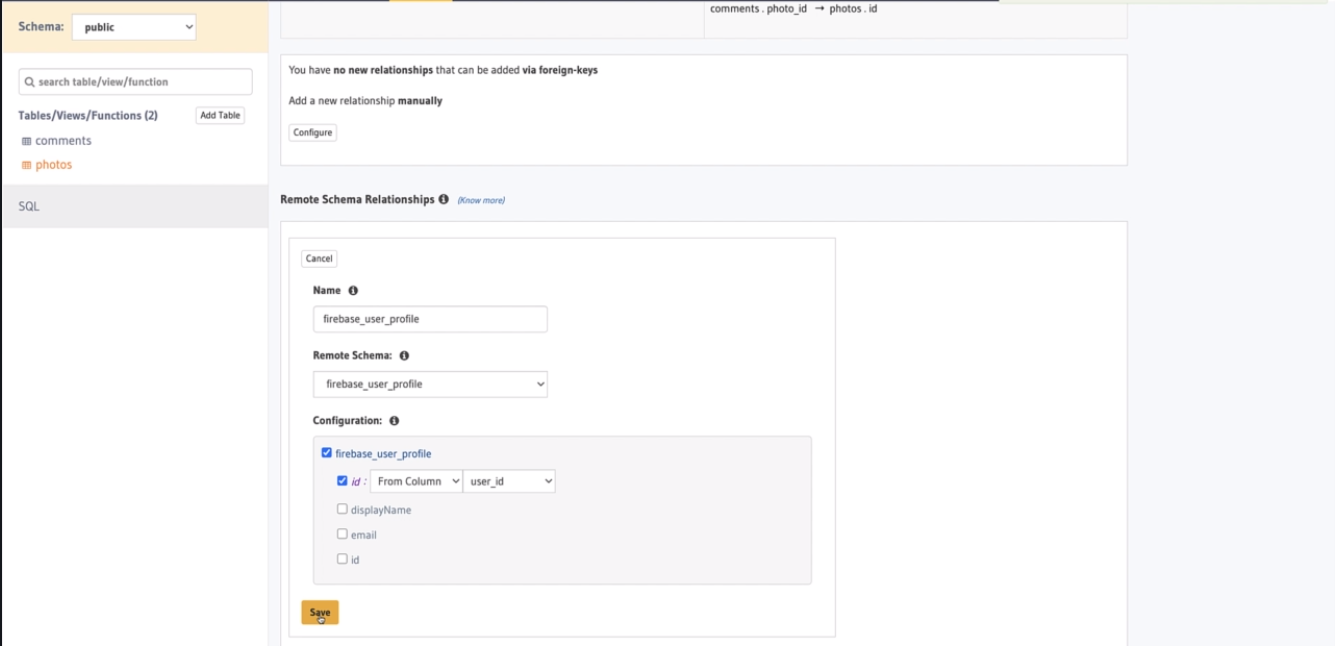 comments . photo_id → photos . id
Schema: public
search table/view/function
Tables/Views/Functions (2) Add Table
comments
photos
SQL
You have no new relationships that can be added via foreign-keys
Add a new relationship manually
Configure
Remote Schema Relationships (Know more)
Cancel
Name
firebase_user_profile
Remote Schema:
firebase_user_profile
Configuration:
firebase_user_profile
id : From Column user_id
displayName
email
id
Save